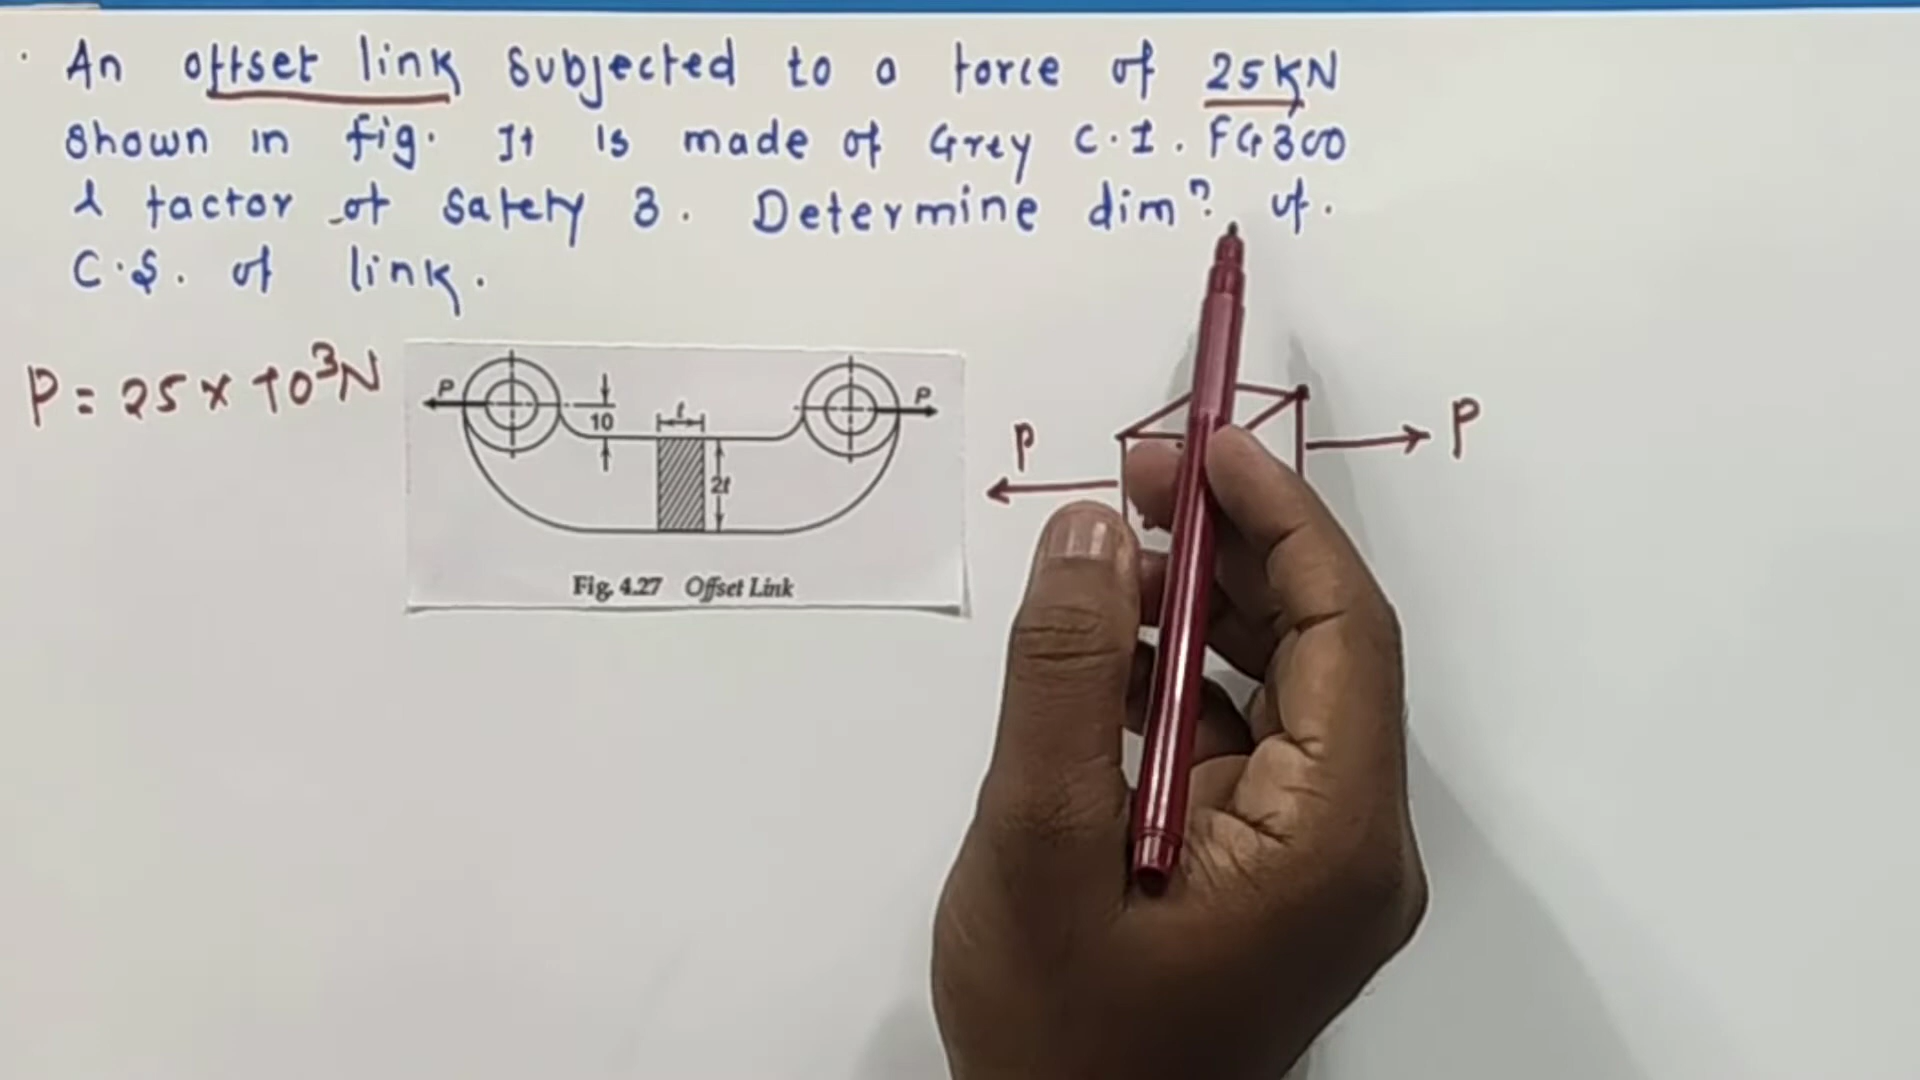 An offset link subjected to a force of 25KN
Shown in fig. It is made of Grey C.I. FG300
& factor of Safety 3. Determine dimⁿ of.
C.S. of link.
P = 25 × 10³N
P
10
t
2t
P
Fig. 4.27 Offset Link
P
P